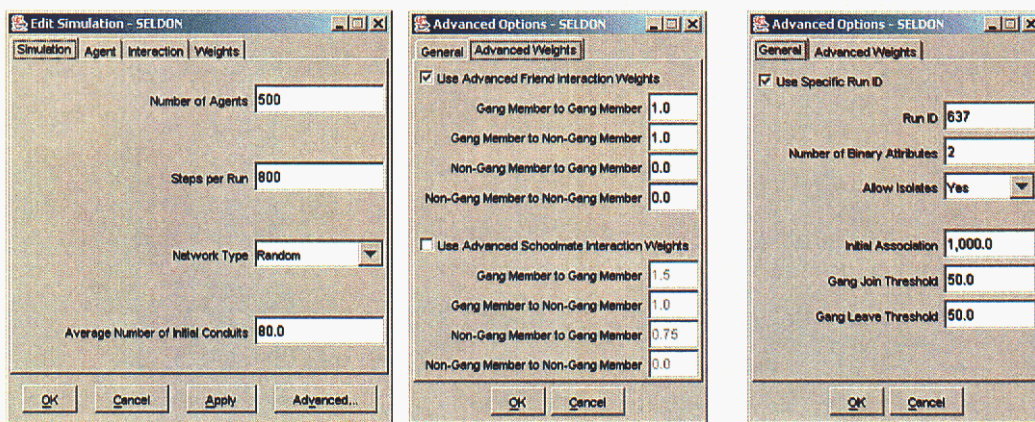 Edit Simulation - SELDON
Simulation Agent Interaction Weights
Number of Agents 500
Steps per Run 800
Network Type Random
Average Number of Initial Conduits 80.0
OK Cancel Apply Advanced...
Advanced Options - SELDON
General Advanced Weights
Use Advanced Friend Interaction Weights
Gang Member to Gang Member 1.0
Gang Member to Non-Gang Member 1.0
Non-Gang Member to Gang Member 0.0
Non-Gang Member to Non-Gang Member 0.0
Use Advanced Schoolmate Interaction Weights
Gang Member to Gang Member 1.5
Gang Member to Non-Gang Member 1.0
Non-Gang Member to Gang Member 0.75
Non-Gang Member to Non-Gang Member 0.0
OK Cancel
Advanced Options - SELDON
General Advanced Weights
Use Specific Run ID
Run ID 637
Number of Binary Attributes 2
Allow Isolates Yes
Initial Association 1,000.0
Gang Join Threshold 50.0
Gang Leave Threshold 50.0
OK Cancel